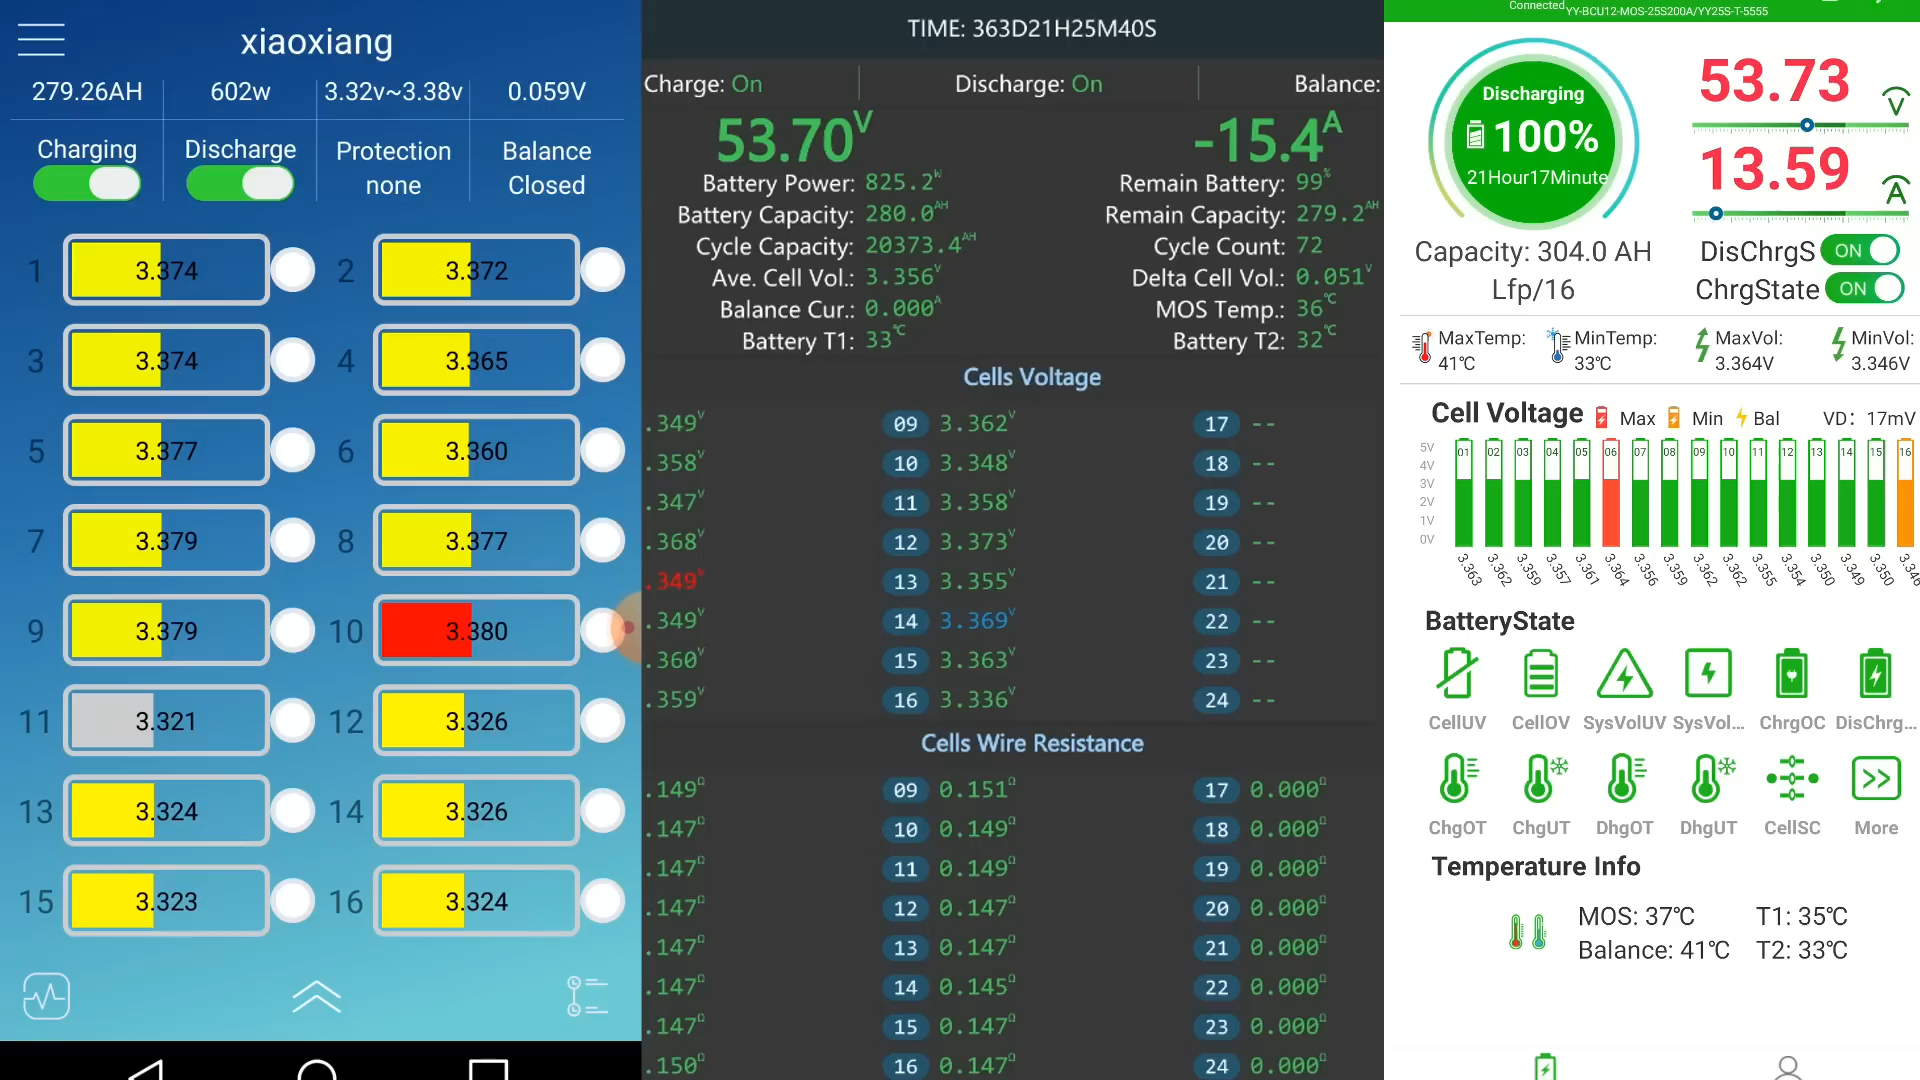 xiaoxiang
279.26AH 602w 3.32v~3.38v 0.059V
Charging Discharge Protection none Balance Closed
1 3.374 2 3.372
3 3.374 4 3.365
5 3.377 6 3.360
7 3.379 8 3.377
9 3.379 10 3.380
11 3.321 12 3.326
13 3.324 14 3.326
15 3.323 16 3.324
TIME: 363D21H25M40S
Charge: On Discharge: On Balance:
53.70V -15.4A
Battery Power: 825.2W Remain Battery: 99%
Battery Capacity: 280.0AH Remain Capacity: 279.2AH
Cycle Capacity: 20373.4AH Cycle Count: 72
Ave. Cell Vol.: 3.356V Delta Cell Vol.: 0.051V
Balance Cur.: 0.000A MOS Temp.: 36℃
Battery T1: 33℃ Battery T2: 32℃
Cells Voltage
.349V 09 3.362V 17 --
.358V 10 3.348V 18 --
.347V 11 3.358V 19 --
.368V 12 3.373V 20 --
.349V 13 3.355V 21 --
.349V 14 3.369V 22 --
.360V 15 3.363V 23 --
.359V 16 3.336V 24 --
Cells Wire Resistance
.149Ω 09 0.151Ω 17 0.000Ω
.147Ω 10 0.149Ω 18 0.000Ω
.147Ω 11 0.149Ω 19 0.000Ω
.147Ω 12 0.147Ω 20 0.000Ω
.147Ω 13 0.147Ω 21 0.000Ω
.147Ω 14 0.145Ω 22 0.000Ω
.147Ω 15 0.147Ω 23 0.000Ω
.150Ω 16 0.147Ω 24 0.000Ω
Connected YY-BCU12-MOS-25S200A/YY25S-T-5555
Discharging
100%
21Hour17Minute
53.73 V
13.59 A
Capacity: 304.0 AH
Lfp/16
DisChrgS ON
ChrgState ON
MaxTemp: 41℃ MinTemp: 33℃ MaxVol: 3.364V MinVol: 3.346V
Cell Voltage Max Min Bal VD: 17mV
5V
4V
3V
2V
1V
0V
01 02 03 04 05 06 07 08 09 10 11 12 13 14 15 16
3.363 3.362 3.359 3.357 3.361 3.364 3.356 3.359 3.362 3.362 3.355 3.354 3.350 3.349 3.350 3.346
BatteryState
CellUV CellOV SysVolUV SysVol... ChrgOC DisChrg...
ChgOT ChgUT DhgOT DhgUT CellSC More
Temperature Info
MOS: 37℃ T1: 35℃
Balance: 41℃ T2: 33℃